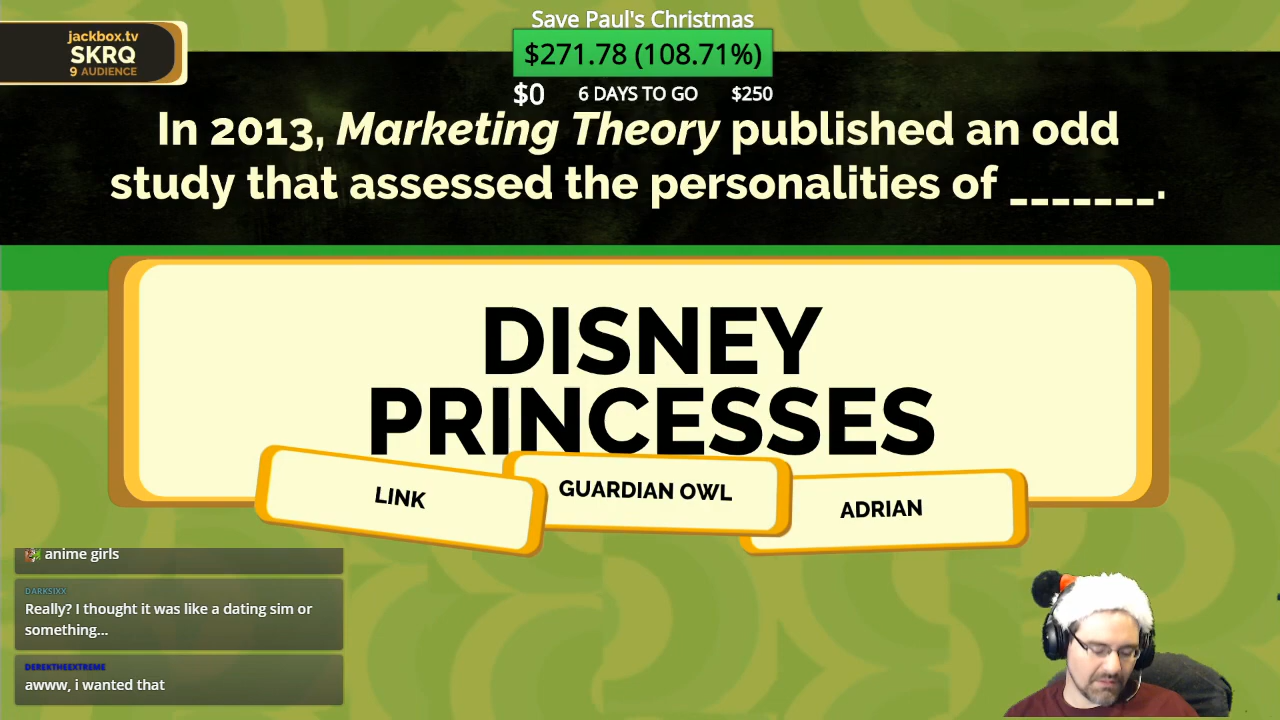 Save Paul's Christmas
jackbox.tv
SKRQ
9 AUDIENCE
$271.78 (108.71%)
$0 6 DAYS TO GO $250
In 2013, Marketing Theory published an odd
study that assessed the personalities of _______.
DISNEY
PRINCESSES
LINK
GUARDIAN OWL
ADRIAN
anime girls
DARKSIXX
Really? I thought it was like a dating sim or
something...
DEREKTHEEXTREME
awww, i wanted that